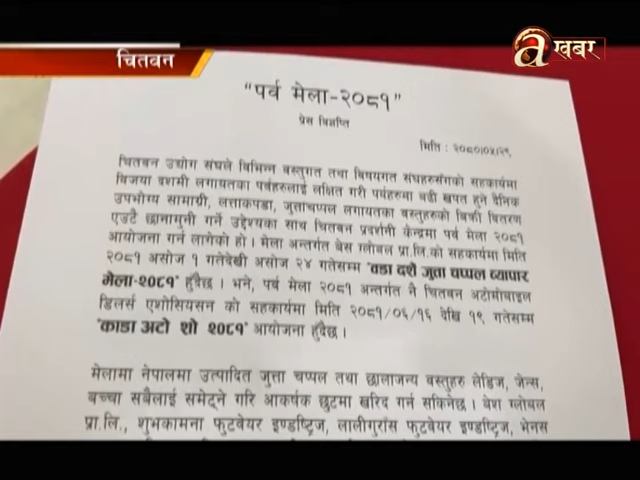 चितवन
a खबर
"पर्व मेला-२०८१"
प्रेस विज्ञप्ति
मिति : २०८०/०५/२९
चितवन उद्योग संघले विभिन्न वस्तुगत तथा विषयगत संघहरुसँगको सहकार्यमा
विजया दशमी लगायतका पर्वहरुलाई लक्षित गरी पर्वहरुमा बढी खपत हुने दैनिक
उपभोग्य सामाग्री, लत्ताकपडा, जुत्ताचप्पल लगायतका वस्तुहरुको बिक्री वितरण
एउटै छानामुनी गर्ने उद्देश्यका साथ चितवन प्रदर्शनी केन्द्रमा पर्व मेला २०८१
आयोजना गर्न लागेको हो । मेला अन्तर्गत बेस ग्लोबल प्रा.लि.को सहकार्यमा मिति
२०८१ असोज १ गतेदेखी असोज २४ गतेसम्म "वडा दशै जुता चप्पल व्यापार
मेला-२०८१" हुँदैछ । भने, पर्व मेला २०८१ अन्तर्गत नै चितवन अटोमोबाइल
डिलर्स एशोसियसन को सहकार्यमा मिति २०८१/०६/१६ देखि १९ गतेसम्म
"काडा अटो शो २०८१" आयोजना हुँदैछ ।
मेलामा नेपालमा उत्पादित जुत्ता चप्पल तथा छालाजन्य वस्तुहरु लेडिज, जेन्स,
बच्चा सबैलाई समेट्ने गरि आकर्षक छुटमा खरिद गर्न सकिनेछ । बेश ग्लोबल
प्रा.लि., शुभकामना फुटवेयर इण्डष्ट्रिज, लालीगुराँस फुटवेयर इण्डष्ट्रिज, भेनस